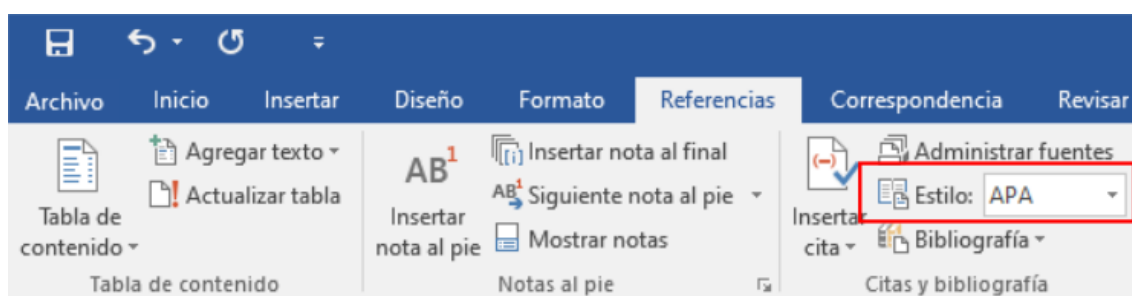 Archivo Inicio Insertar Diseño Formato Referencias Correspondencia Revisar
Tabla de
contenido
Agregar texto
Actualizar tabla
Tabla de contenido
AB1
Insertar
nota al pie
[i] Insertar nota al final
AB1 Siguiente nota al pie
Mostrar notas
Notas al pie
(-)
Insertar
cita
Administrar fuentes
Estilo: APA
Bibliografía
Citas y bibliografía